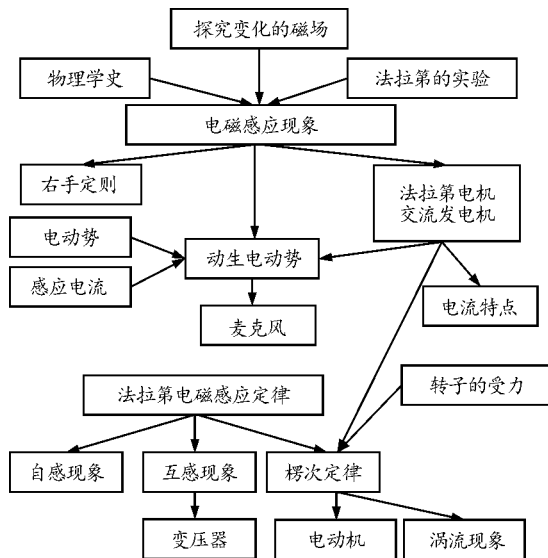 探究变化的磁场
物理学史
法拉第的实验
电磁感应现象
右手定则
法拉第电机
交流发电机
电动势
动生电动势
感应电流
电流特点
麦克风
转子的受力
法拉第电磁感应定律
自感现象
互感现象
楞次定律
变压器
电动机
涡流现象